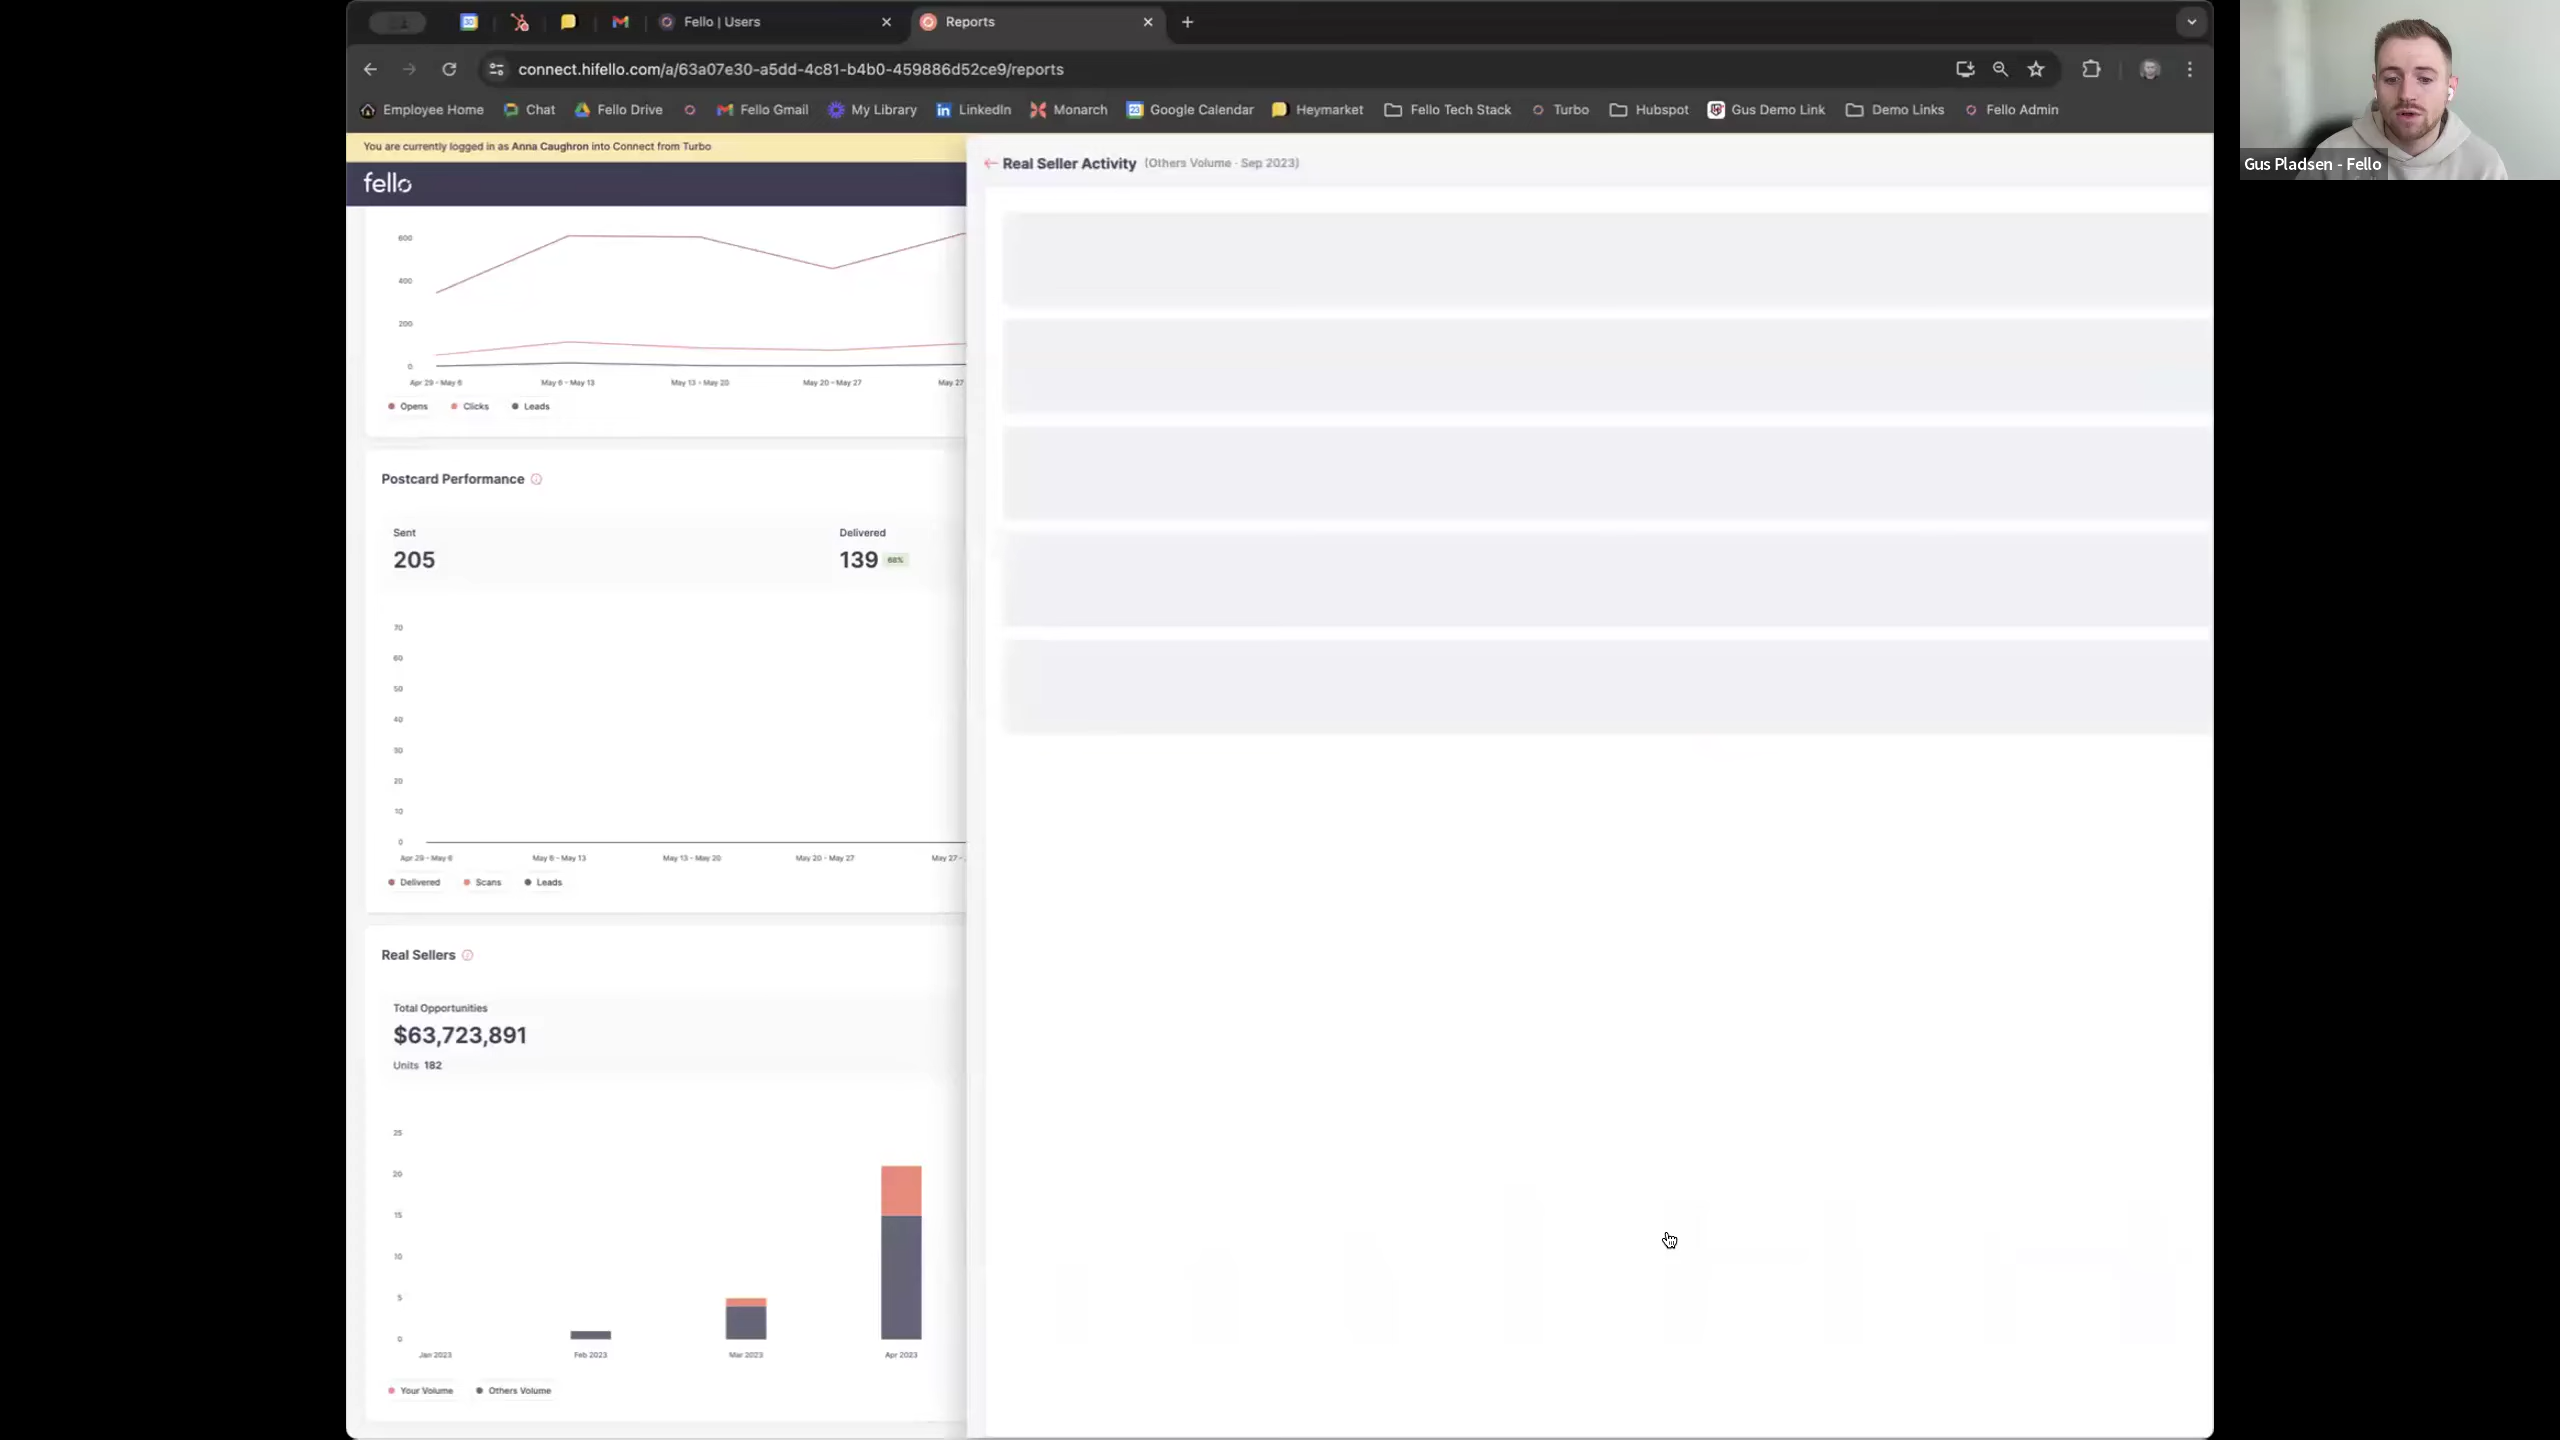 Fello | Users
Reports
connect.hifello.com/a/63a07e30-a5dd-4c81-b4b0-459886d52ce9/reports
Employee Home
Chat
Fello Drive
Fello Gmail
My Library
LinkedIn
Monarch
Google Calendar
Heymarket
Fello Tech Stack
Turbo
Hubspot
Gus Demo Link
Demo Links
Fello Admin
You are currently logged in as Anna Caughron into Connect from Turbo
fello
Real Seller Activity (Others Volume · Sep 2023)
Gus Pladsen - Fello
600
400
200
0
Apr 29 - May 6
May 6 - May 13
May 13 - May 20
May 20 - May 27
May 27
Opens
Clicks
Leads
Postcard Performance
Sent
205
Delivered
139 68%
70
60
50
40
30
20
10
0
Apr 29 - May 6
May 6 - May 13
May 13 - May 20
May 20 - May 27
May 27 -
Delivered
Scans
Leads
Real Sellers
Total Opportunities
$63,723,891
Units 182
25
20
15
10
5
0
Jan 2023
Feb 2023
Mar 2023
Apr 2023
Your Volume
Others Volume